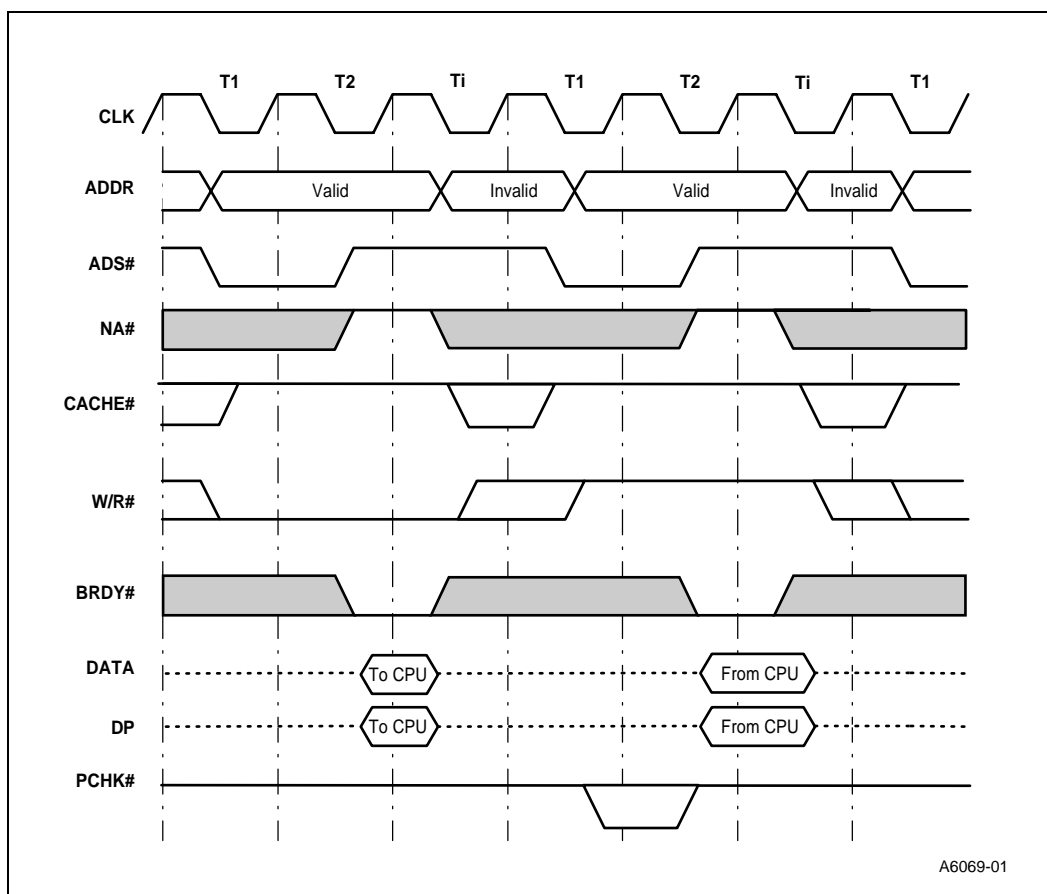 T1 T2 Ti T1 T2 Ti T1
CLK
ADDR Valid Invalid Valid Invalid
ADS#
NA#
CACHE#
W/R#
BRDY#
DATA To CPU From CPU
DP To CPU From CPU
PCHK#
A6069-01